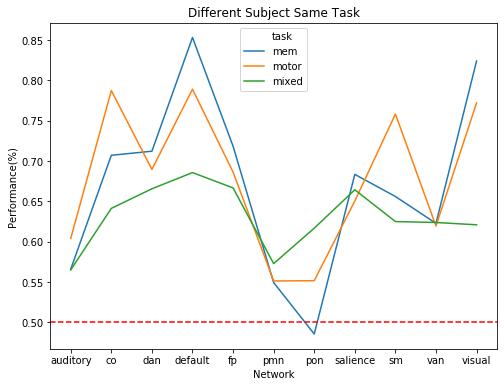 Different Subject Same Task
task
mem
motor
mixed
Performance(%)
0.85
0.80
0.75
0.70
0.65
0.60
0.55
0.50
auditory co dan default fp pmn pon salience sm van visual
Network